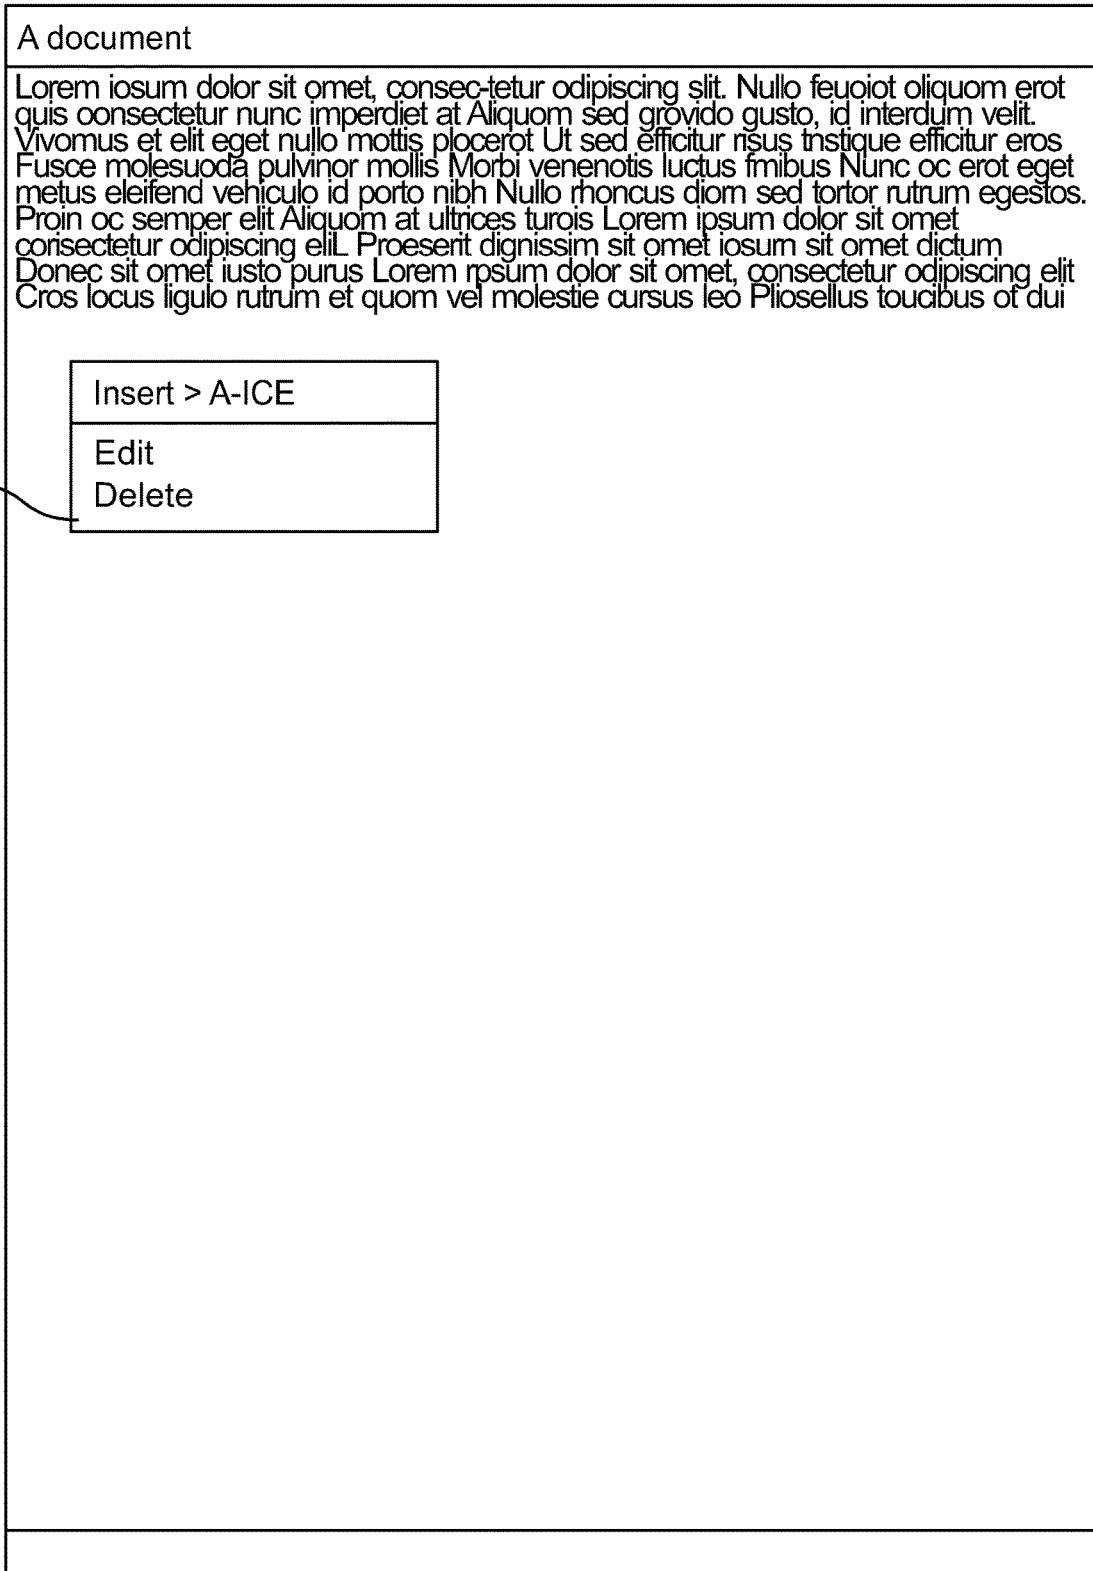 A document
Lorem iosum dolor sit omet, consec-tetur odipiscing slit. Nullo feuoiot oliquom erot
quis oonsectetur nunc imperdiet at Aliquom sed grovido gusto, id interdum velit.
Vivomus et elit eget nullo mottis plocerot Ut sed efficitur risus tnstique efficitur eros
Fusce molesuoda pulvinor mollis Morbi venenotis luctus fmibus Nunc oc erot eget
metus eleifend vehiculo id porto nibh Nullo rhoncus diom sed tortor rutrum egestos.
Proin oc semper elit Aliquom at ultrices turois Lorem ipsum dolor sit omet
corisectetur odipiscing eliL Proeserit dignissim sit omet iosum sit omet dictum
Donec sit omet iusto purus Lorem rpsum dolor sit omet, consectetur odipiscing elit
Cros locus ligulo rutrum et quom vel molestie cursus leo Pliosellus toucibus ot dui
Insert > A-ICE
Edit
Delete